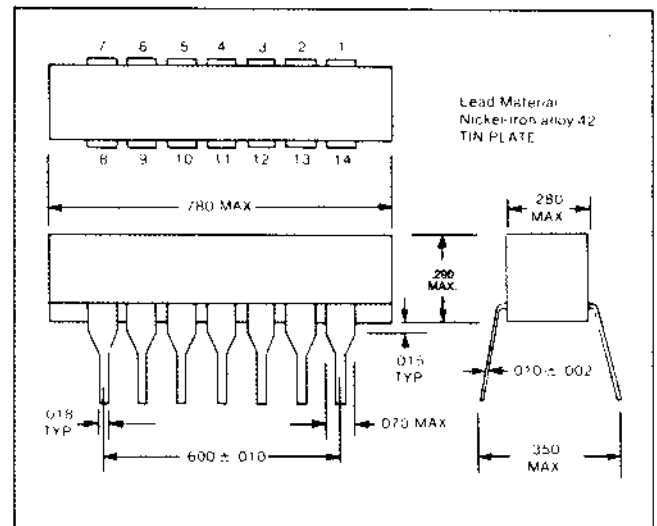 7 6 5 4 3 2 1
Lead Material
Nickel-iron alloy 42
TIN PLATE
8 9 10 11 12 13 14
.780 MAX
.280
MAX
.290
MAX.
.015
TYP
.010 ± .002
.018
TYP
.070 MAX
.600 ± .010
.350
MAX